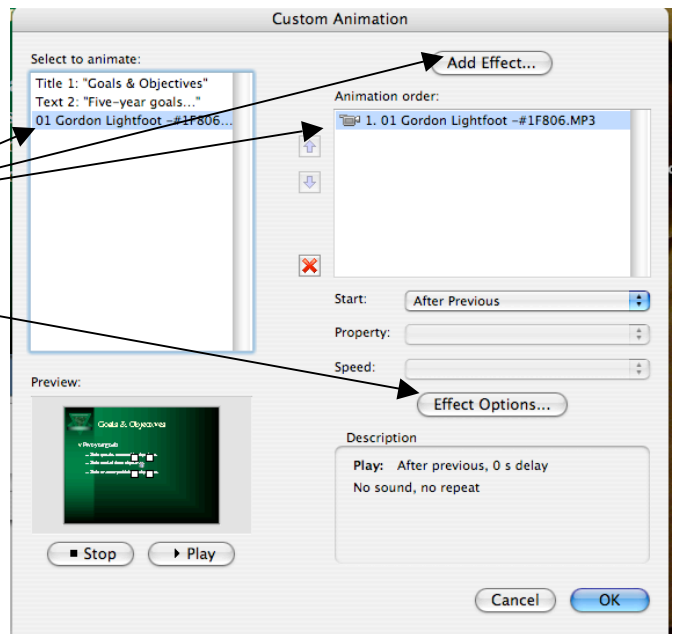 Custom Animation
Select to animate:
Add Effect...
Title 1: "Goals & Objectives"
Text 2: "Five-year goals..."
01 Gordon Lightfoot –#1F806...
Animation order:
1. 01 Gordon Lightfoot –#1F806.MP3
Start: After Previous
Property:
Speed:
Effect Options...
Preview:
Goals & Objectives
Description
Play: After previous, 0 s delay
No sound, no repeat
Stop
Play
Cancel
OK